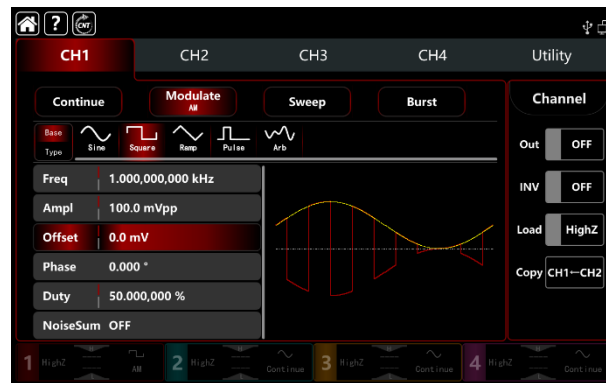 ? CNT
CH1 CH2 CH3 CH4 Utility
Continue Modulate AM Sweep Burst Channel
Base Type Sine Square Ramp Pulse Arb
Out OFF
Freq 1.000,000,000 kHz
INV OFF
Ampl 100.0 mVpp
Offset 0.0 mV
Load HighZ
Phase 0.000 °
Copy CH1←CH2
Duty 50.000,000 %
NoiseSum OFF
1 HighZ AM 2 HighZ Continue 3 HighZ Continue 4 HighZ Continue